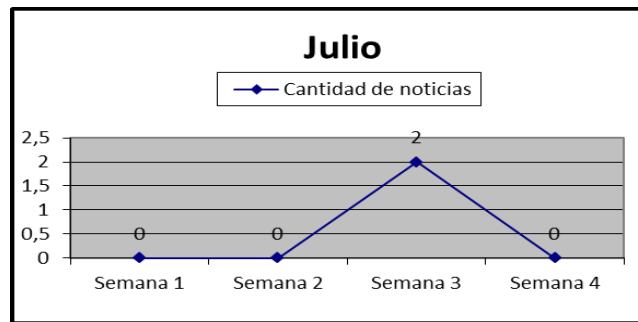 Julio
Cantidad de noticias
2,5
2
1,5
1
0,5
0
2
0
0
0
Semana 1
Semana 2
Semana 3
Semana 4